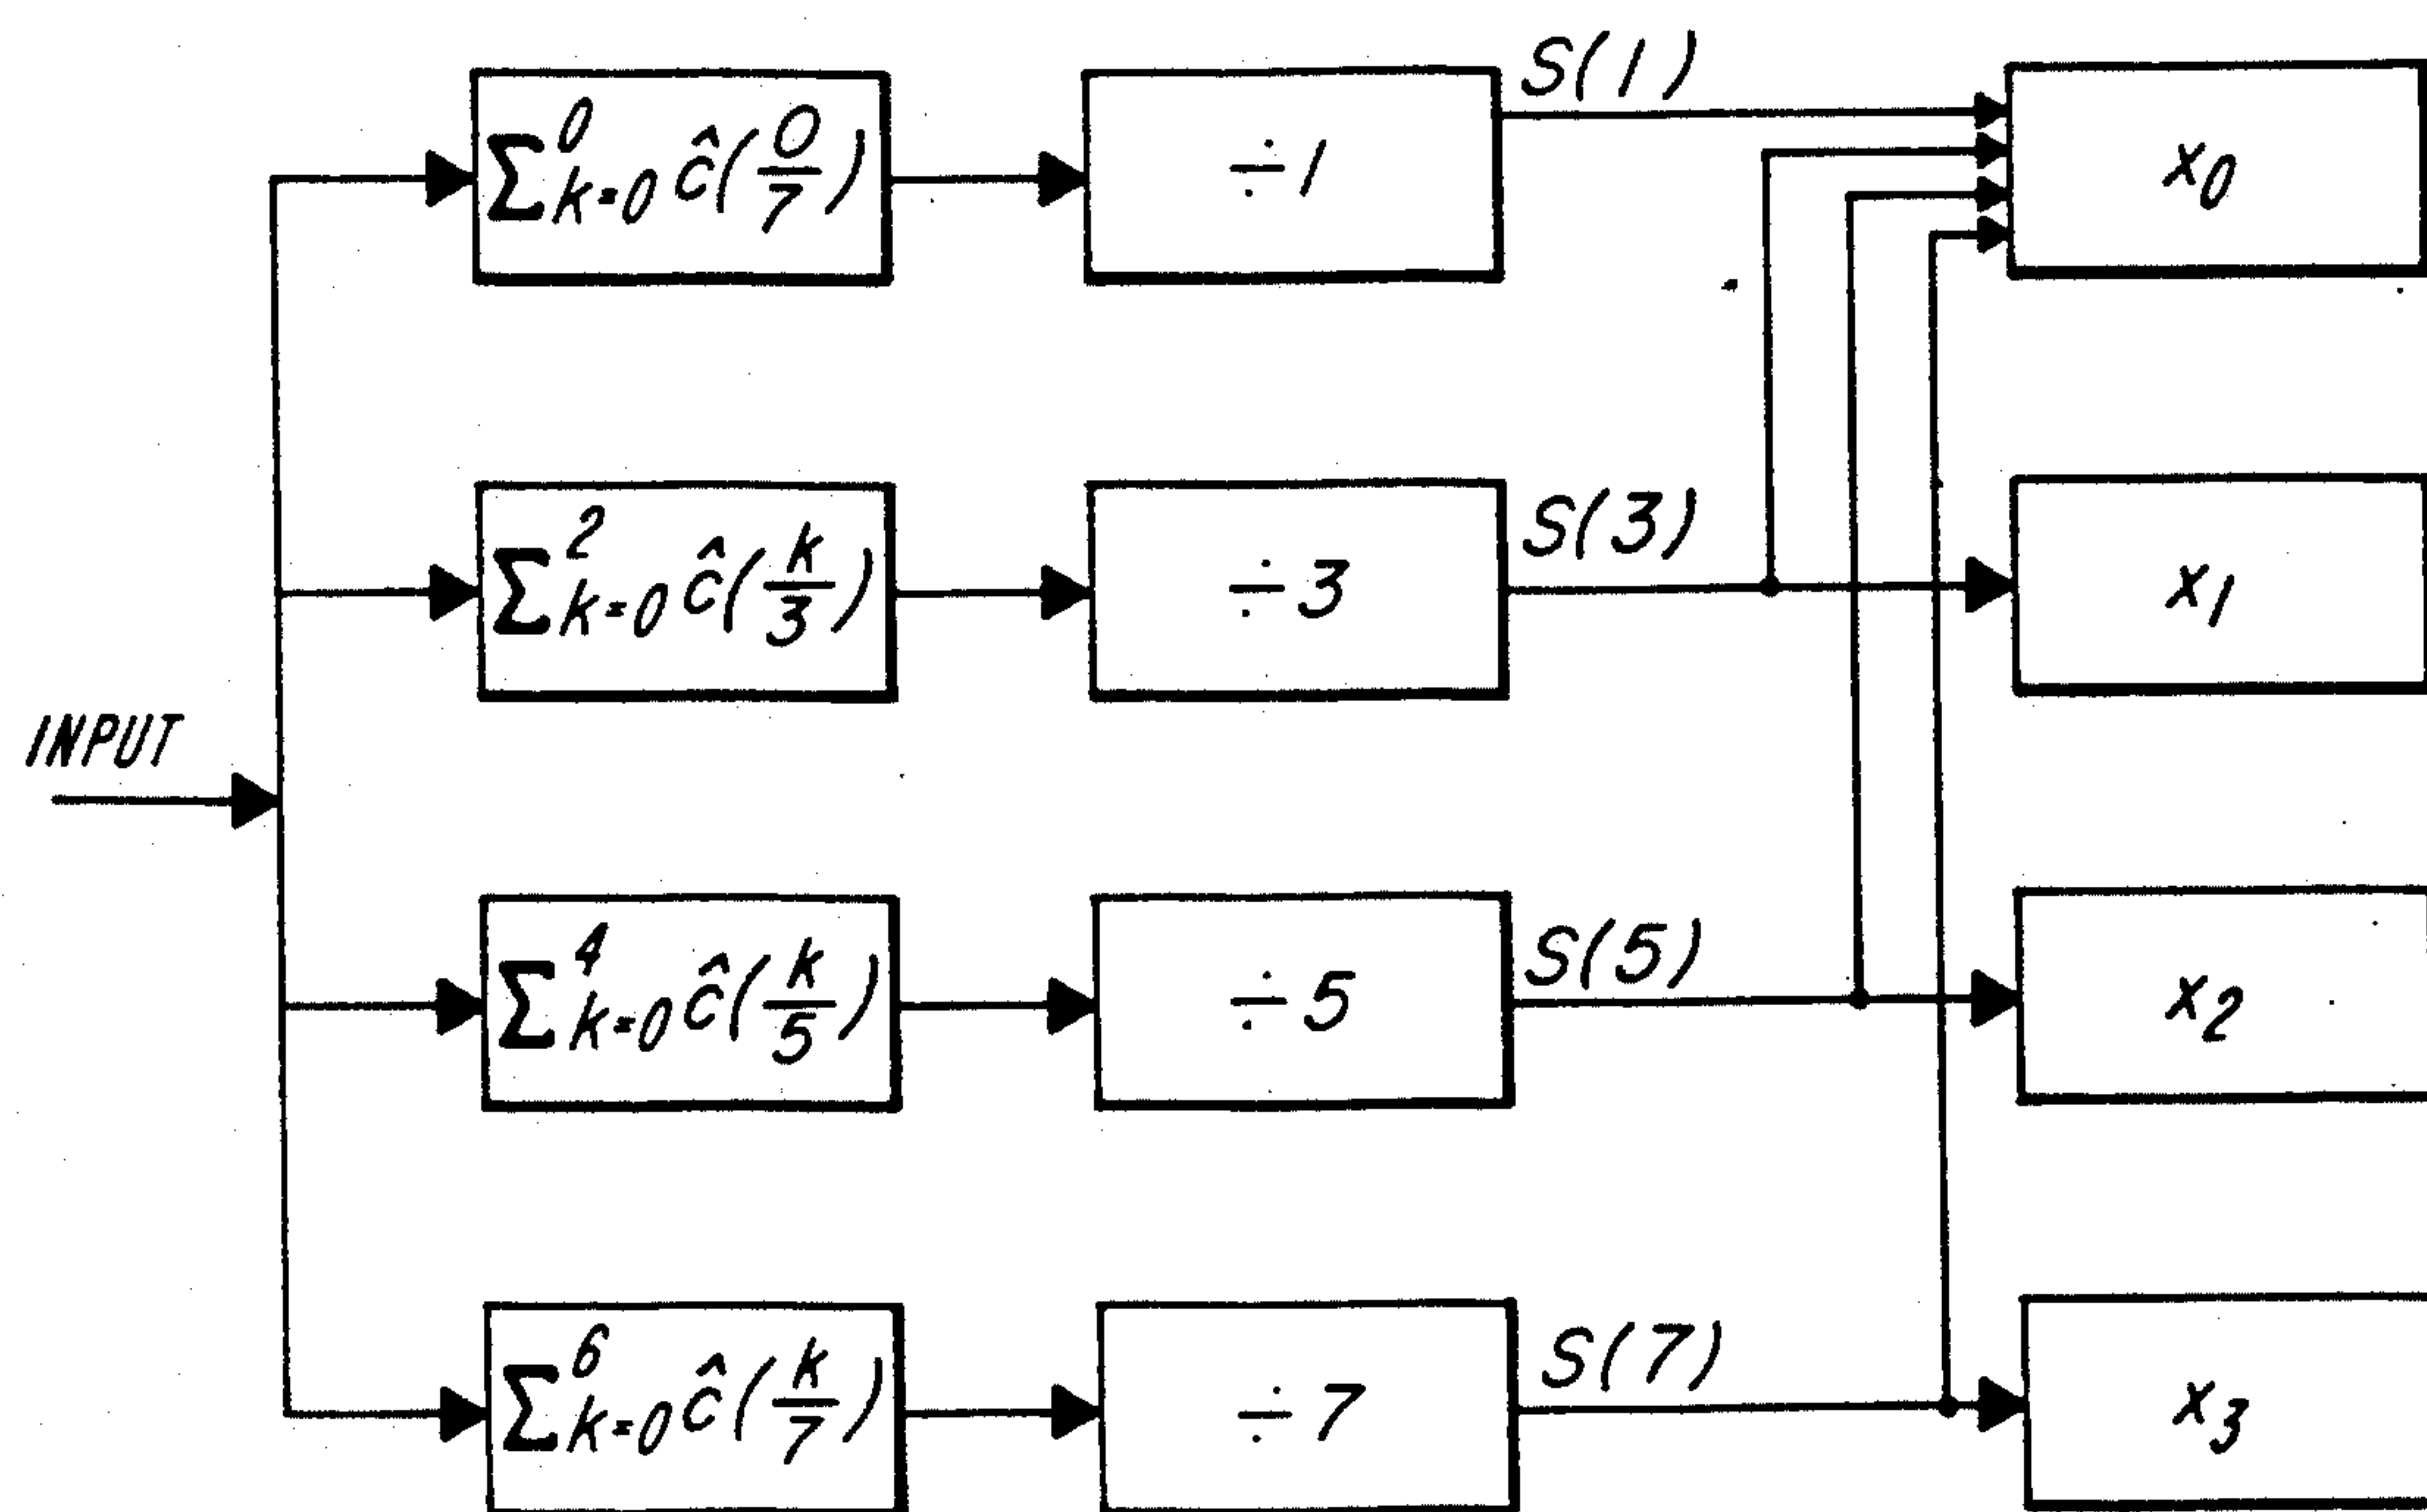 Σ⁰ₖ₌₀ ĉ(0/7)
÷1
S(1)
x₀
Σ²ₖ₌₀ ĉ(k/3)
÷3
S(3)
x₁
INPUT
Σ⁴ₖ₌₀ ĉ(k/5)
÷5
S(5)
x₂
Σ⁶ₖ₌₀ ĉ(k/7)
÷7
S(7)
x₃